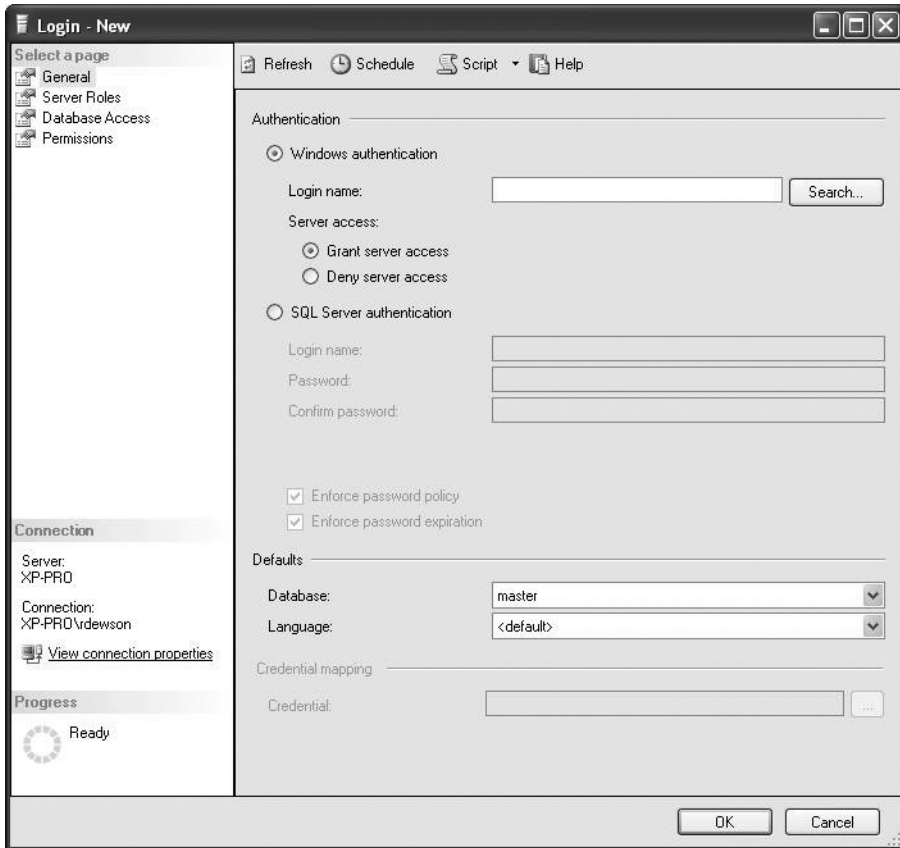 Login - New
Select a page
General
Server Roles
Database Access
Permissions
Refresh Schedule Script Help
Authentication
Windows authentication
Login name: Search...
Server access:
Grant server access
Deny server access
SQL Server authentication
Login name:
Password:
Confirm password:
Enforce password policy
Enforce password expiration
Defaults
Database: master
Language: <default>
Credential mapping
Credential: ...
Connection
Server:
XP-PRO
Connection:
XP-PRO\rdewson
View connection properties
Progress
Ready
OK Cancel